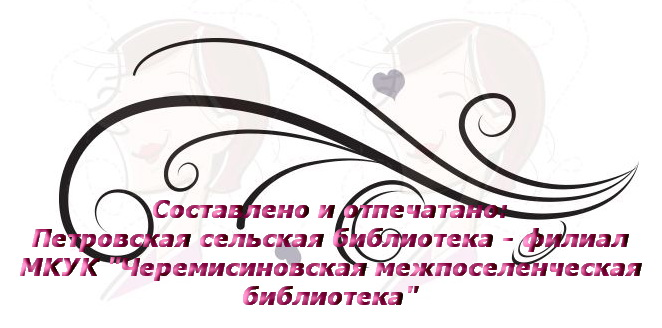 Составлено и отпечатано:
Петровская сельская библиотека - филиал
МКУК "Черемисиновская межпоселенческая
библиотека"